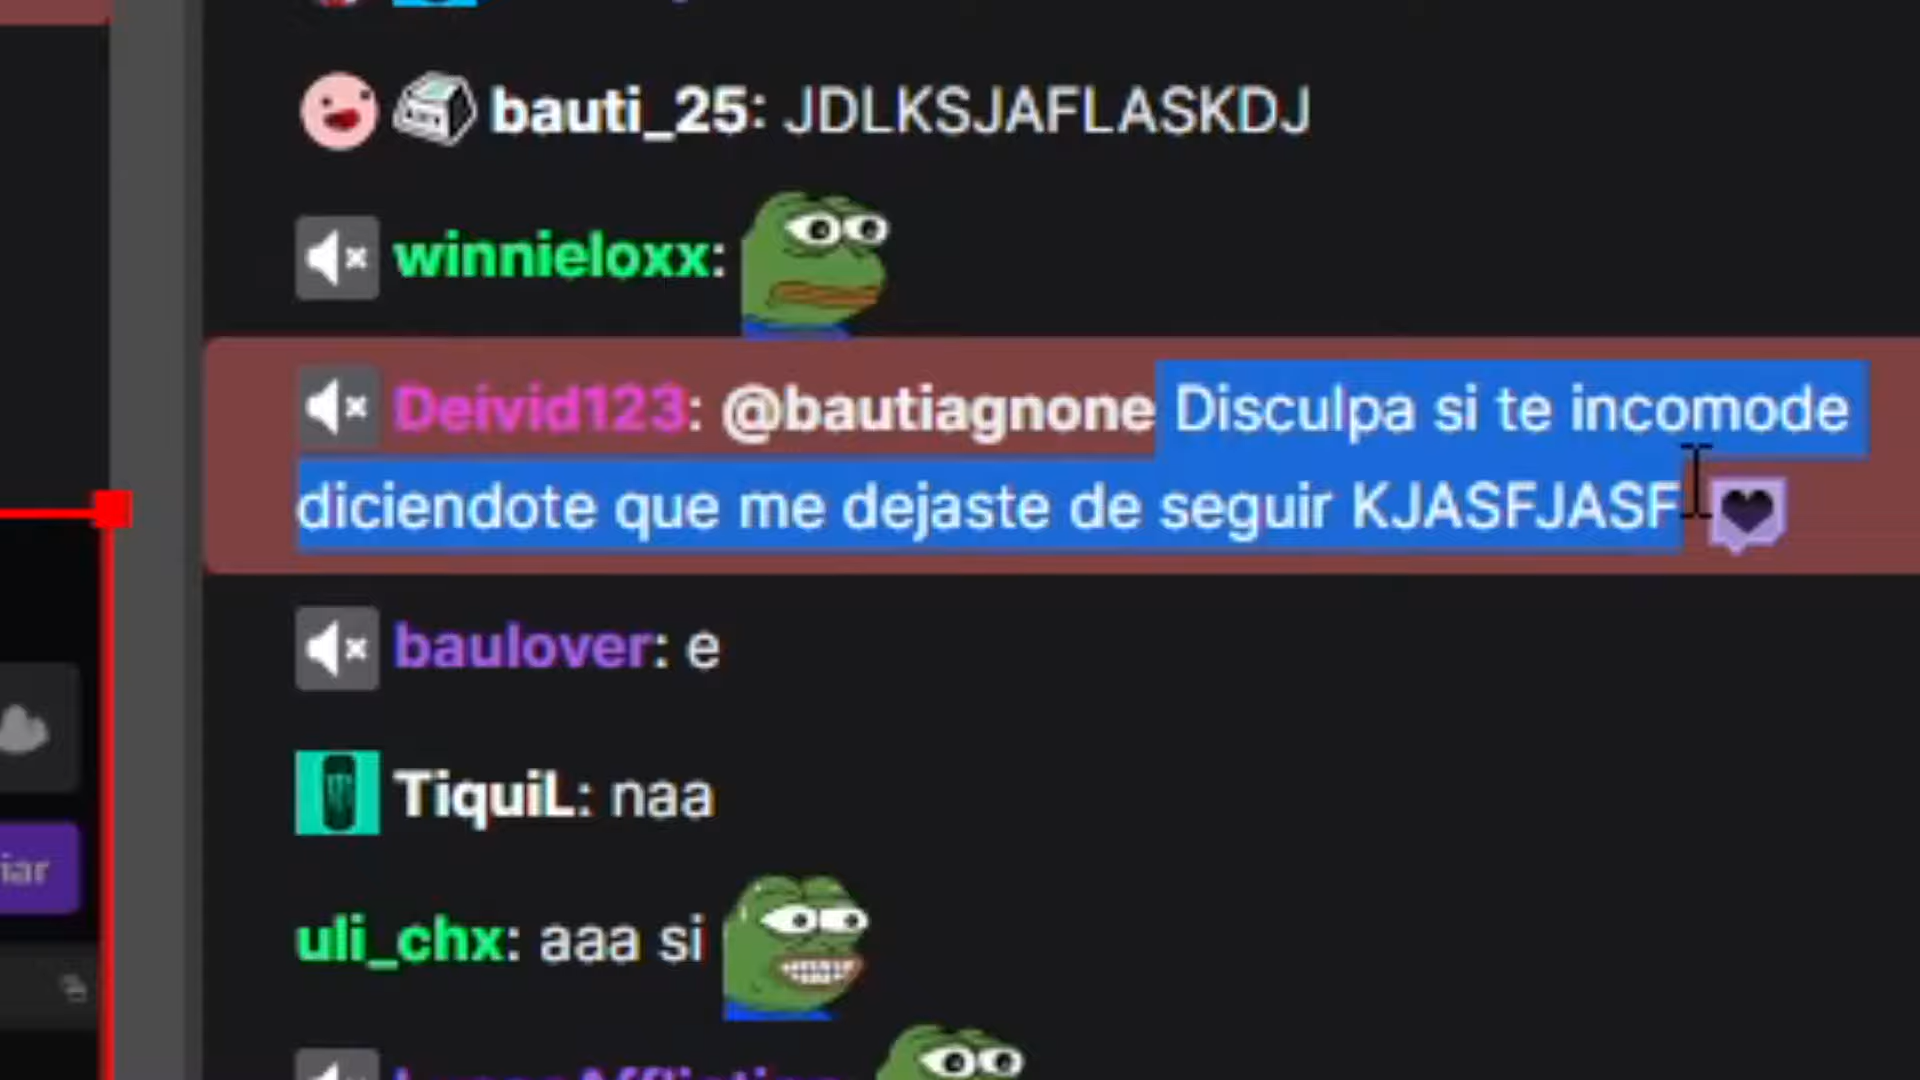 bauti_25: JDLKSJAFLASKDJ
winnieloxx:
Deivid123: @bautiagnone Disculpa si te incomode
diciendote que me dejaste de seguir KJASFJASF
baulover: e
TiquiL: naa
iar
uli_chx: aaa si